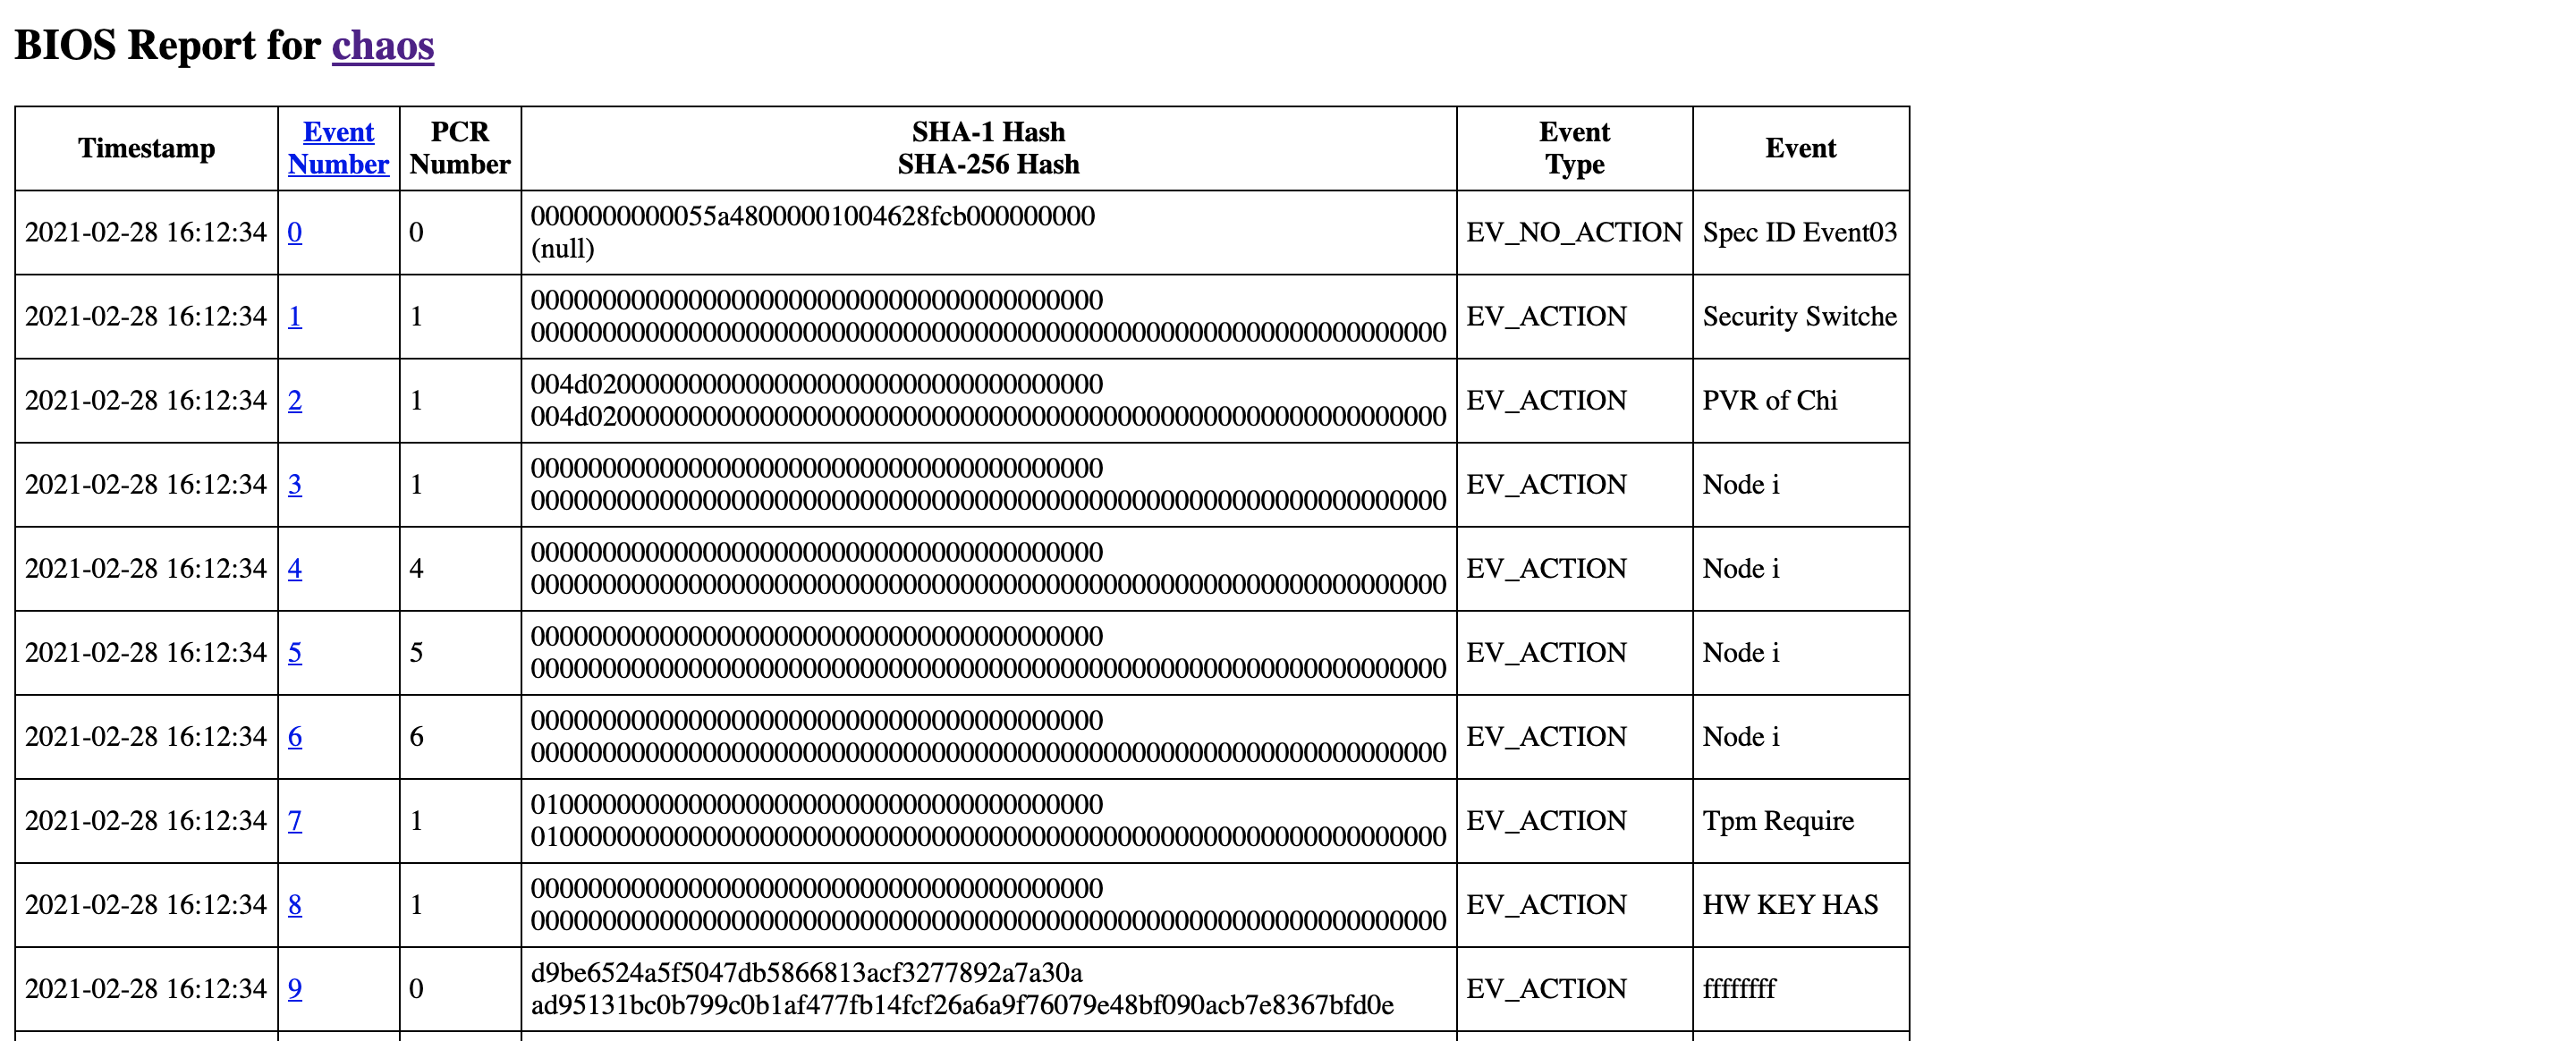 BIOS Report for chaos
Timestamp
Event
Number
PCR
Number
SHA-1 Hash
SHA-256 Hash
Event
Type
Event
2021-02-28 16:12:34
0
0
0000000000055a48000001004628fcb000000000
(null)
EV_NO_ACTION
Spec ID Event03
2021-02-28 16:12:34
1
1
0000000000000000000000000000000000000000
0000000000000000000000000000000000000000000000000000000000000000
EV_ACTION
Security Switche
2021-02-28 16:12:34
2
1
004d020000000000000000000000000000000000
004d020000000000000000000000000000000000000000000000000000000000
EV_ACTION
PVR of Chi
2021-02-28 16:12:34
3
1
0000000000000000000000000000000000000000
0000000000000000000000000000000000000000000000000000000000000000
EV_ACTION
Node i
2021-02-28 16:12:34
4
4
0000000000000000000000000000000000000000
0000000000000000000000000000000000000000000000000000000000000000
EV_ACTION
Node i
2021-02-28 16:12:34
5
5
0000000000000000000000000000000000000000
0000000000000000000000000000000000000000000000000000000000000000
EV_ACTION
Node i
2021-02-28 16:12:34
6
6
0000000000000000000000000000000000000000
0000000000000000000000000000000000000000000000000000000000000000
EV_ACTION
Node i
2021-02-28 16:12:34
7
1
0100000000000000000000000000000000000000
0100000000000000000000000000000000000000000000000000000000000000
EV_ACTION
Tpm Require
2021-02-28 16:12:34
8
1
0000000000000000000000000000000000000000
0000000000000000000000000000000000000000000000000000000000000000
EV_ACTION
HW KEY HAS
2021-02-28 16:12:34
9
0
d9be6524a5f5047db5866813acf3277892a7a30a
ad95131bc0b799c0b1af477fb14fcf26a6a9f76079e48bf090acb7e8367bfd0e
EV_ACTION
ffffffff